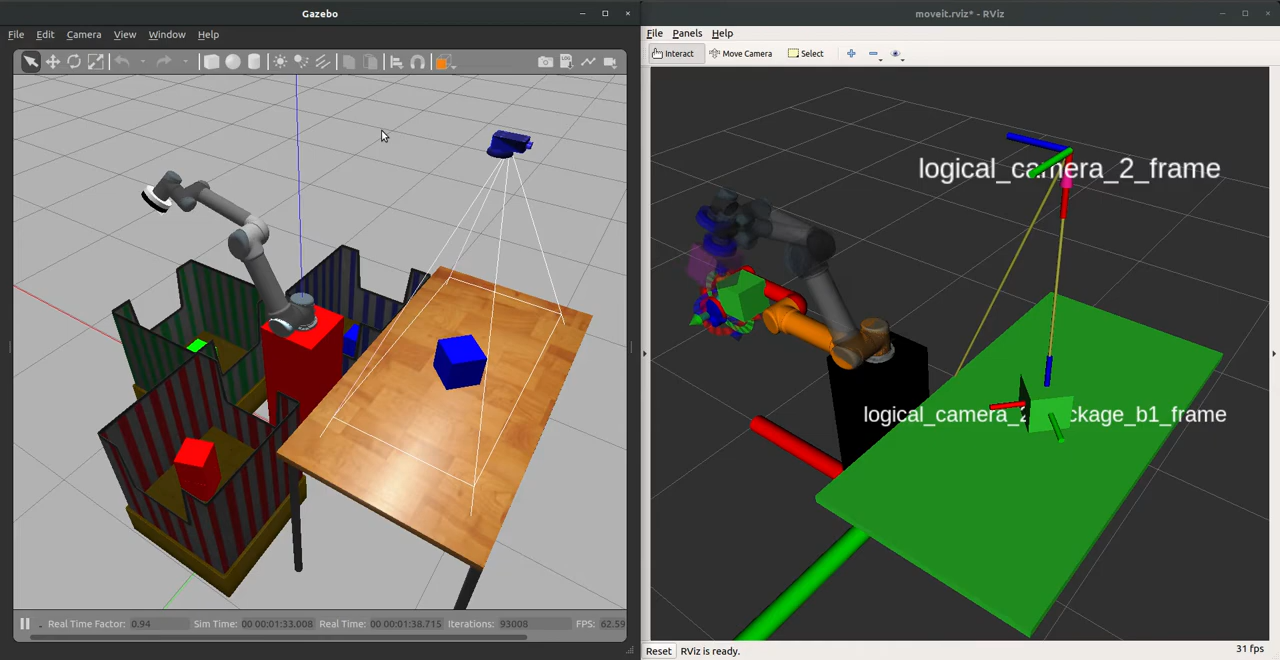 Gazebo
File Edit Camera View Window Help
Real Time Factor: 0.94 Sim Time: 00 00:01:33.008 Real Time: 00 00:01:38.715 Iterations: 93008 FPS: 62.59
moveit.rviz* - RViz
File Panels Help
Interact Move Camera Select
logical_camera_2_frame
logical_camera_2 ckage_b1_frame
Reset RViz is ready. 31 fps